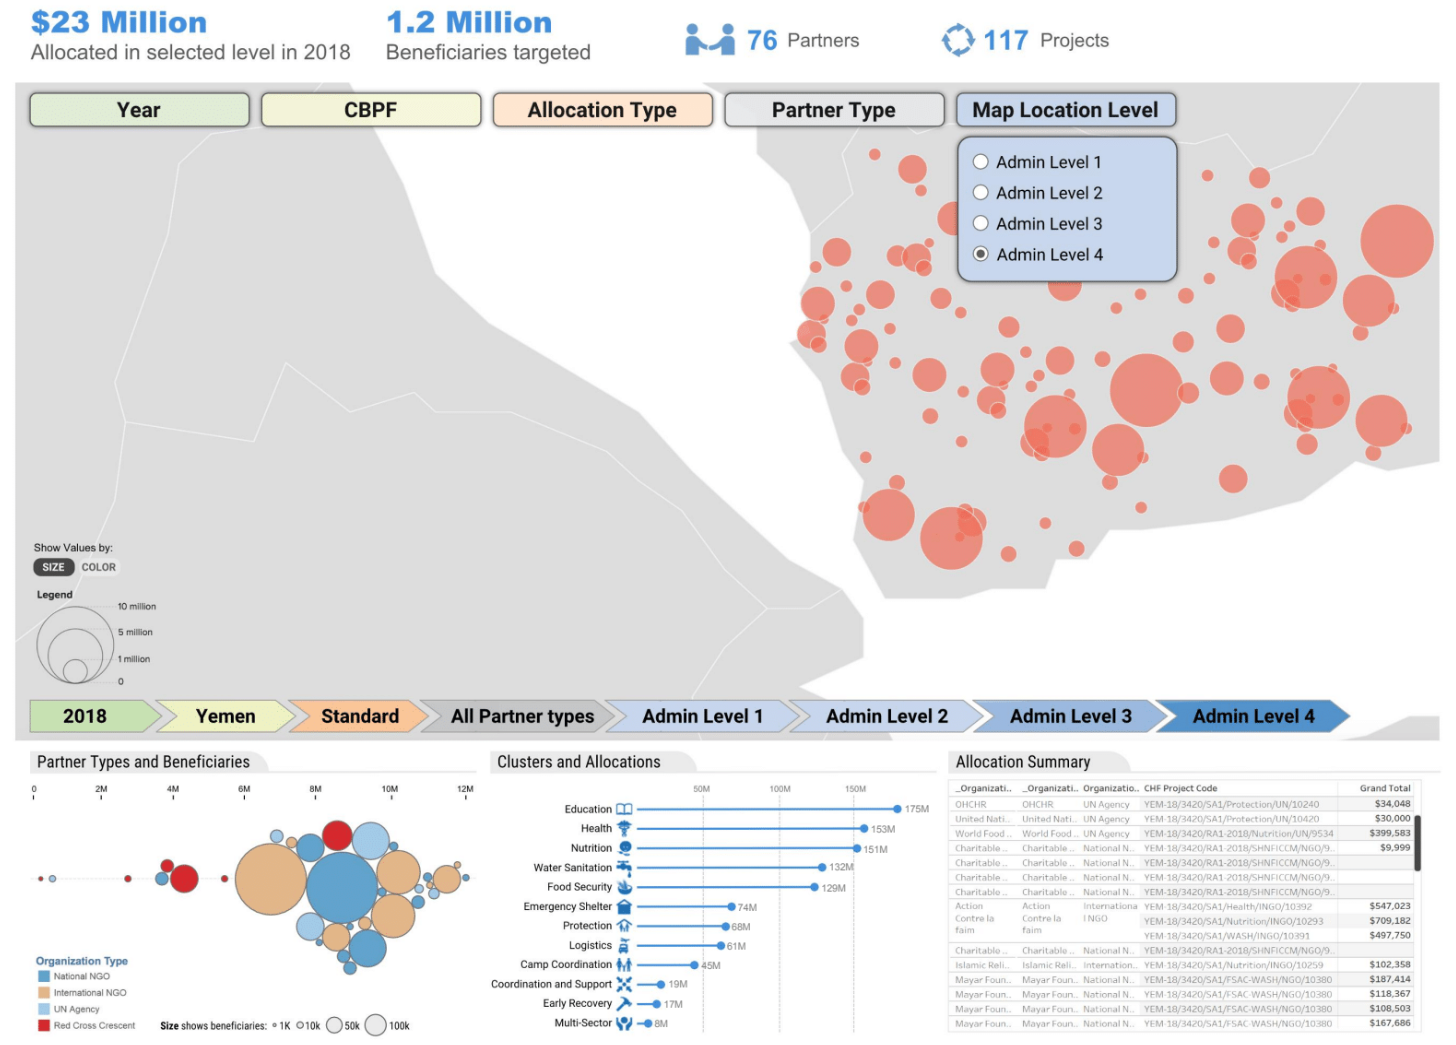 $23 Million
Allocated in selected level in 2018
1.2 Million
Beneficiaries targeted
76 Partners
117 Projects
Year
CBPF
Allocation Type
Partner Type
Map Location Level
Admin Level 1
Admin Level 2
Admin Level 3
Admin Level 4
Show Values by:
SIZE COLOR
Legend
10 million
5 million
1 million
0
2018
Yemen
Standard
All Partner types
Admin Level 1
Admin Level 2
Admin Level 3
Admin Level 4
Partner Types and Beneficiaries
0 2M 4M 6M 8M 10M 12M
Organization Type
National NGO
International NGO
UN Agency
Red Cross Crescent
Size shows beneficiaries: 1K 10k 50k 100k
Clusters and Allocations
50M 100M 150M
Education 175M
Health 153M
Nutrition 151M
Water Sanitation 132M
Food Security 129M
Emergency Shelter 74M
Protection 68M
Logistics 61M
Camp Coordination 45M
Coordination and Support 19M
Early Recovery 17M
Multi-Sector 8M
Allocation Summary
_Organizati.. _Organizati.. Organizatio.. CHF Project Code Grand Total
OHCHR OHCHR UN Agency YEM-18/3420/SA1/Protection/UN/10240 $34,048
United Nati.. United Nati.. UN Agency YEM-18/3420/SA1/Protection/UN/10420 $30,000
World Food .. World Food .. UN Agency YEM-18/3420/RA1-2018/Nutrition/UN/9534 $399,583
Charitable .. Charitable .. National N.. YEM-18/3420/RA1-2018/SHNFICCM/NGO/9.. $9,999
Charitable .. Charitable .. National N.. YEM-18/3420/RA1-2018/SHNFICCM/NGO/9..
Charitable .. Charitable .. National N.. YEM-18/3420/RA1-2018/SHNFICCM/NGO/9..
Charitable .. Charitable .. National N.. YEM-18/3420/RA1-2018/SHNFICCM/NGO/9..
Action Action Internationa YEM-18/3420/SA1/Health/INGO/10392 $547,023
Contre la Contre la l NGO YEM-18/3420/SA1/Nutrition/INGO/10293 $709,182
faim faim YEM-18/3420/SA1/WASH/INGO/10391 $497,750
Charitable .. Charitable .. National N.. YEM-18/3420/RA1-2018/SHNFICCM/NGO/9..
Islamic Reli.. Islamic Reli.. Internation.. YEM-18/3420/SA1/Nutrition/INGO/10259 $102,358
Mayar Foun.. Mayar Foun.. National N.. YEM-18/3420/SA1/FSAC-WASH/NGO/10380 $187,414
Mayar Foun.. Mayar Foun.. National N.. YEM-18/3420/SA1/FSAC-WASH/NGO/10380 $118,367
Mayar Foun.. Mayar Foun.. National N.. YEM-18/3420/SA1/FSAC-WASH/NGO/10380 $108,503
Mayar Foun.. Mayar Foun.. National N.. YEM-18/3420/SA1/FSAC-WASH/NGO/10380 $167,686